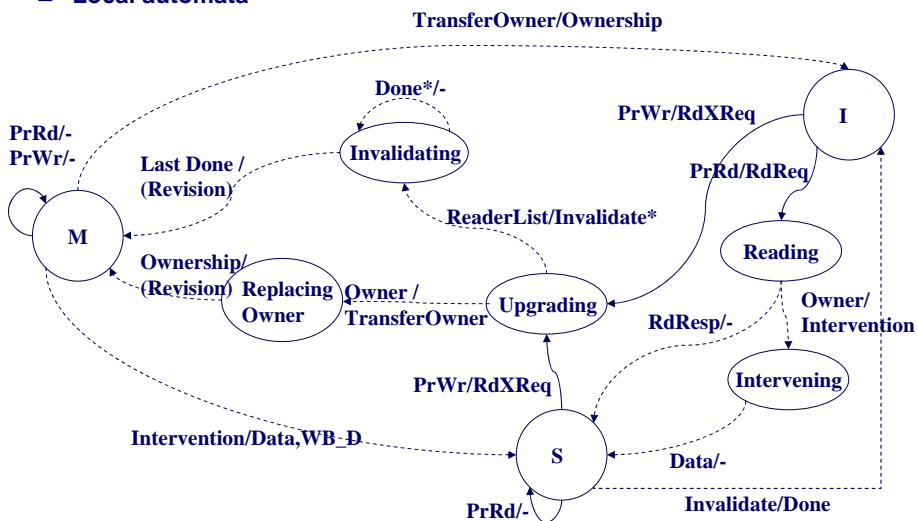 Local automata
TransferOwner/Ownership
Done*/-
PrWr/RdXReq
I
PrRd/-
PrWr/-
Last Done /
(Revision)
Invalidating
PrRd/RdReq
ReaderList/Invalidate*
M
Reading
Ownership/
(Revision)
Replacing
Owner
Owner /
TransferOwner
Upgrading
Owner/
Intervention
RdResp/-
PrWr/RdXReq
Intervening
Intervention/Data,WB_D
S
Data/-
PrRd/-
Invalidate/Done